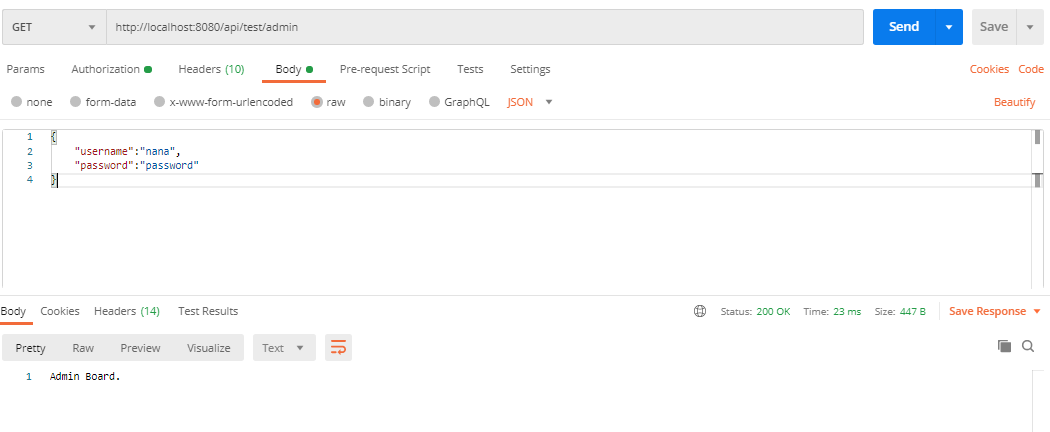 GET http://localhost:8080/api/test/admin Send Save
Params Authorization Headers (10) Body Pre-request Script Tests Settings Cookies Code
none form-data x-www-form-urlencoded raw binary GraphQL JSON Beautify
1 {
2 "username":"nana",
3 "password":"password"
4 }
Body Cookies Headers (14) Test Results Status: 200 OK Time: 23 ms Size: 447 B Save Response
Pretty Raw Preview Visualize Text
1 Admin Board.